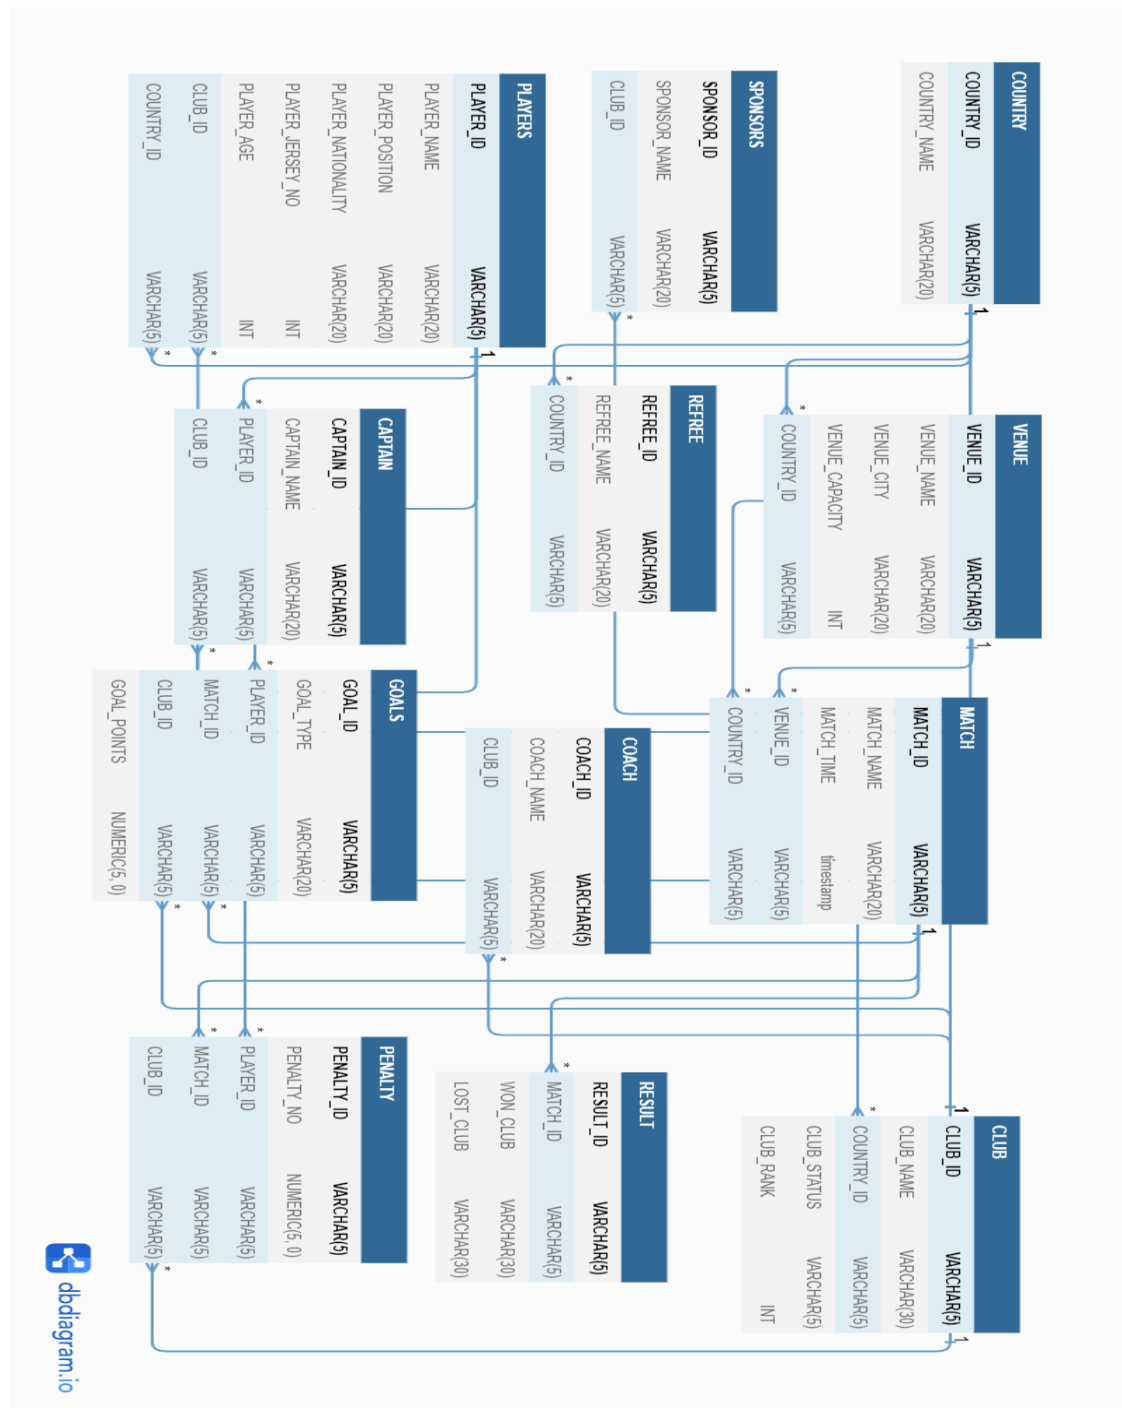 COUNTRY
COUNTRY_ID VARCHAR(5)
COUNTRY_NAME VARCHAR(20)
1
SPONSORS
SPONSOR_ID VARCHAR(5)
SPONSOR_NAME VARCHAR(20)
CLUB_ID VARCHAR(5)
*
PLAYERS
PLAYER_ID VARCHAR(5)
PLAYER_NAME VARCHAR(20)
PLAYER_POSITION VARCHAR(20)
PLAYER_NATIONALITY VARCHAR(20)
PLAYER_JERSEY_NO INT
PLAYER_AGE INT
CLUB_ID VARCHAR(5)
COUNTRY_ID VARCHAR(5)
1
*
*
VENUE
VENUE_ID VARCHAR(5)
VENUE_NAME VARCHAR(20)
VENUE_CITY VARCHAR(20)
VENUE_CAPACITY INT
COUNTRY_ID VARCHAR(5)
*
1
REFREE
REFREE_ID VARCHAR(5)
REFREE_NAME VARCHAR(20)
COUNTRY_ID VARCHAR(5)
*
CAPTAIN
CAPTAIN_ID VARCHAR(5)
CAPTAIN_NAME VARCHAR(20)
PLAYER_ID VARCHAR(5)
CLUB_ID VARCHAR(5)
*
*
MATCH
MATCH_ID VARCHAR(5)
MATCH_NAME VARCHAR(20)
MATCH_TIME timestamp
VENUE_ID VARCHAR(5)
COUNTRY_ID VARCHAR(5)
*
*
1
COACH
COACH_ID VARCHAR(5)
COACH_NAME VARCHAR(20)
CLUB_ID VARCHAR(5)
*
GOALS
GOAL_ID VARCHAR(5)
GOAL_TYPE VARCHAR(20)
PLAYER_ID VARCHAR(5)
MATCH_ID VARCHAR(5)
CLUB_ID VARCHAR(5)
GOAL_POINTS NUMERIC(5, 0)
*
*
*
CLUB
CLUB_ID VARCHAR(5)
CLUB_NAME VARCHAR(30)
COUNTRY_ID VARCHAR(5)
CLUB_STATUS VARCHAR(5)
CLUB_RANK INT
1
*
1
RESULT
RESULT_ID VARCHAR(5)
MATCH_ID VARCHAR(5)
WON_CLUB VARCHAR(30)
LOST_CLUB VARCHAR(30)
*
PENALTY
PENALTY_ID VARCHAR(5)
PENALTY_NO NUMERIC(5, 0)
PLAYER_ID VARCHAR(5)
MATCH_ID VARCHAR(5)
CLUB_ID VARCHAR(5)
*
*
*
dbdiagram.io